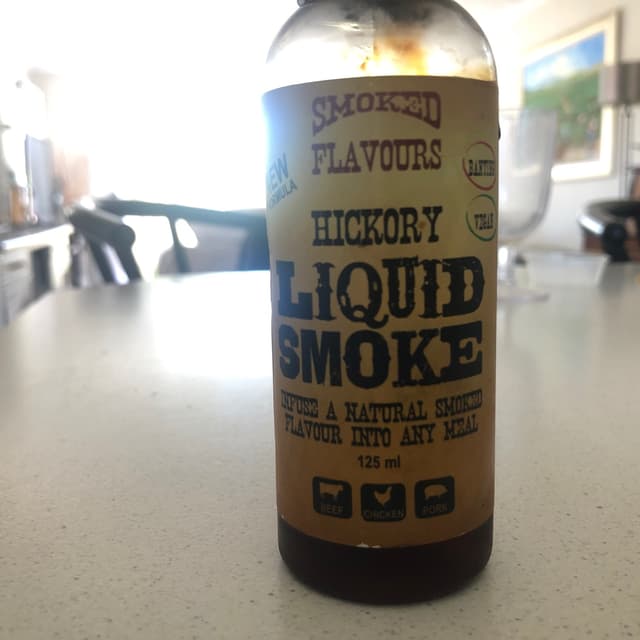 SMOKED
FLAVOURS
HICKORY
LIQUID
SMOKE
INFUSE A NATURAL SMOKED
FLAVOUR INTO ANY MEAL
125 ml
BEEF CHICKEN PORK